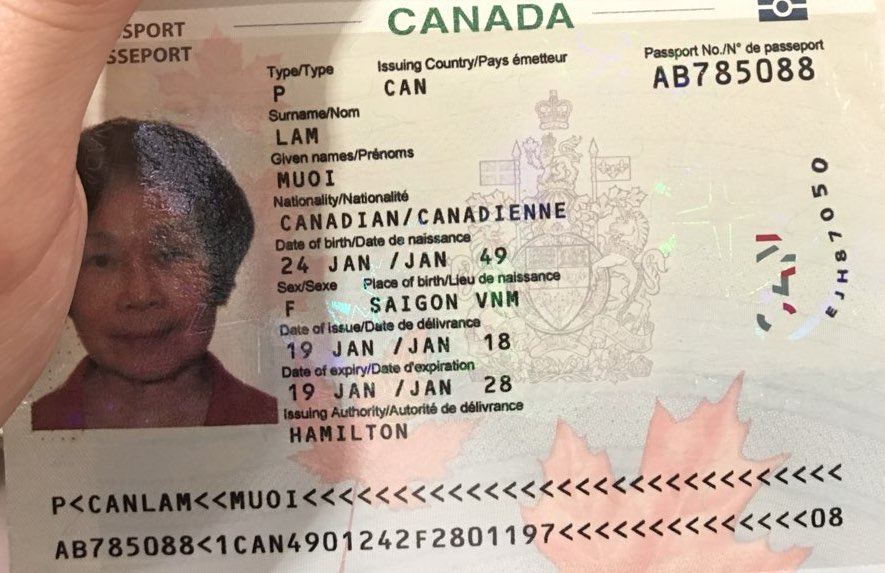 CANADA
SPORT
SSEPORT
Type/Type Issuing Country/Pays émetteur Passport No./N° de passeport
P CAN AB785088
Surname/Nom
LAM
Given names/Prénoms
MUOI
Nationality/Nationalité
CANADIAN/CANADIENNE
Date of birth/Date de naissance
24 JAN /JAN 49
Sex/Sexe Place of birth/Lieu de naissance
F SAIGON VNM
Date of issue/Date de délivrance
19 JAN /JAN 18
Date of expiry/Date d'expiration
19 JAN /JAN 28
Issuing Authority/Autorité de délivrance
HAMILTON
CAN
EJH87050
P<CANLAM<<MUOI<<<<<<<<<<<<<<<<<<<<<<<<<<<<<<
AB785088<1CAN4901242F2801197<<<<<<<<<<<<<<08